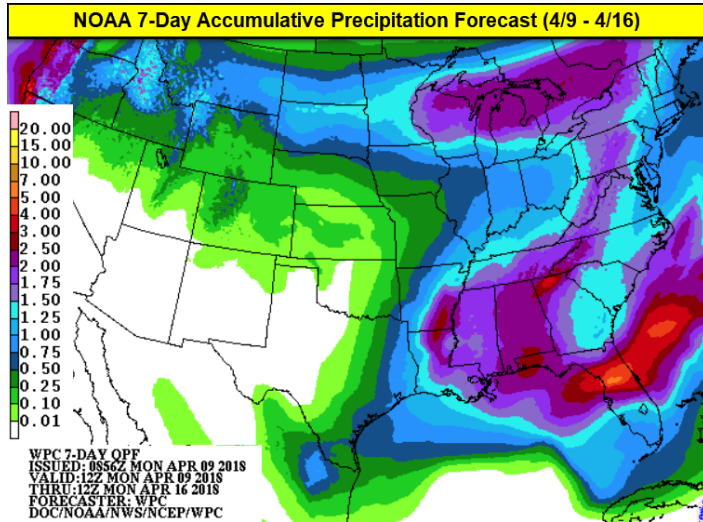 NOAA 7-Day Accumulative Precipitation Forecast (4/9 - 4/16)
20.00
15.00
10.00
7.00
5.00
4.00
3.00
2.50
2.00
1.75
1.50
1.25
1.00
0.75
0.50
0.25
0.10
0.01
WPC 7-DAY QPF
ISSUED: 0856Z MON APR 09 2018
VALID:12Z MON APR 09 2018
THRU:12Z MON APR 16 2018
FORECASTER: WPC
DOC/NOAA/NWS/NCEP/WPC